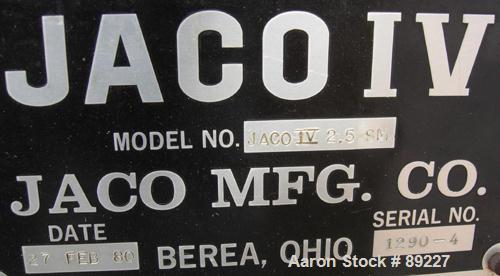 JACO IV
MODEL NO. JACO IV 2.5 SM
JACO MFG. CO.
DATE SERIAL NO.
27 FEB 80 BEREA, OHIO 1290-4
Aaron Stock # 89227